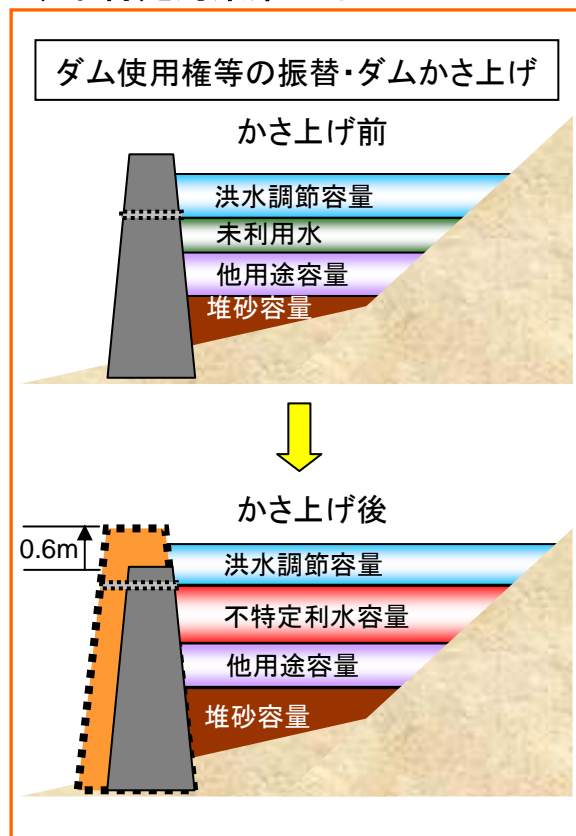 ダム使用権等の振替・ダムかさ上げ
かさ上げ前
洪水調節容量
未利用水
他用途容量
堆砂容量
かさ上げ後
0.6m
洪水調節容量
不特定利水容量
他用途容量
堆砂容量